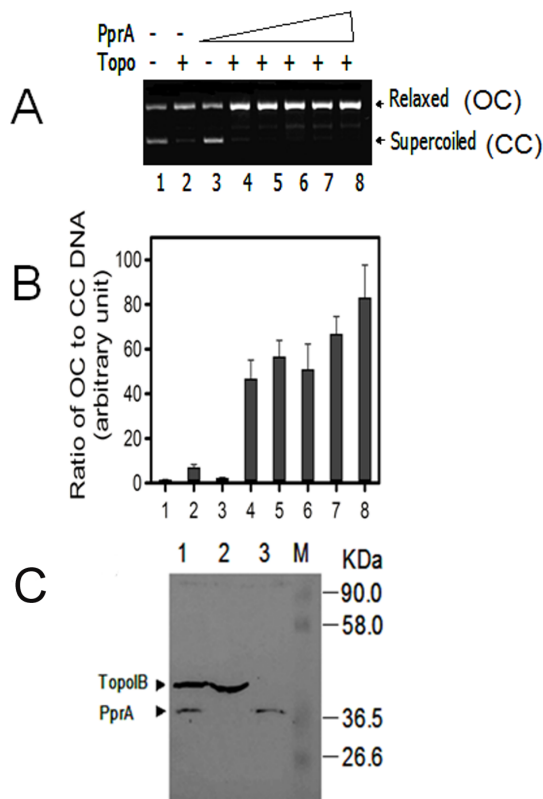 PprA - -
Topo - + - + + + + +
A
Relaxed (OC)
Supercoiled (CC)
1 2 3 4 5 6 7 8
B
Ratio of OC to CC DNA
(arbitrary unit)
100
80
60
40
20
0
1 2 3 4 5 6 7 8
C
1 2 3 M KDa
90.0
58.0
TopoIB
PprA
36.5
26.6